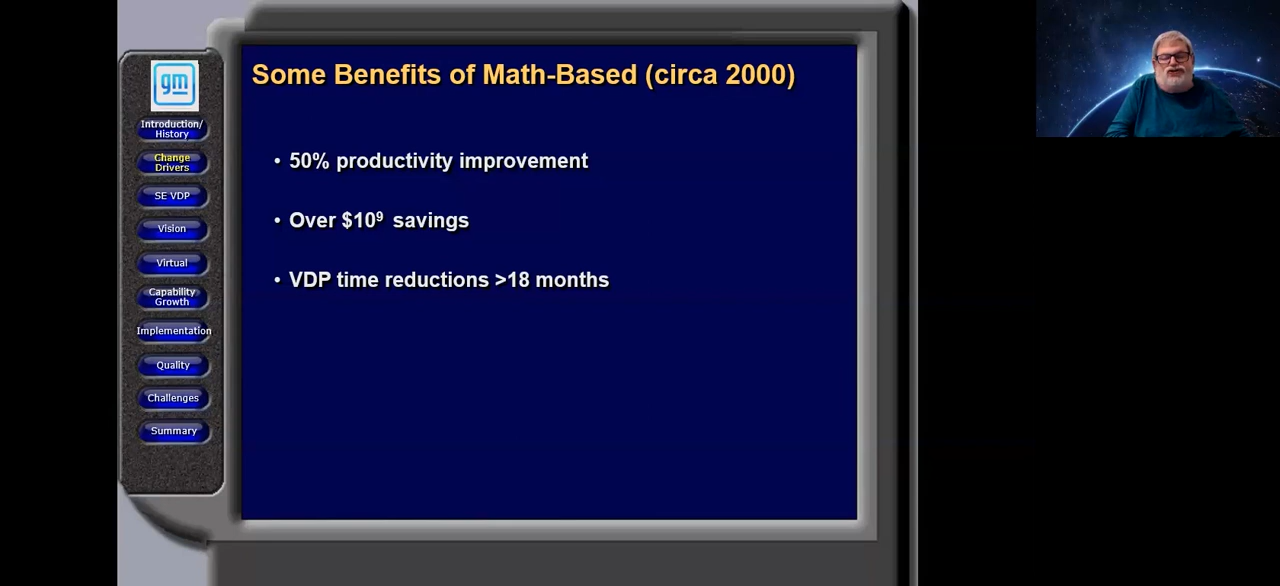 gm
Introduction/
History
Change
Drivers
SE VDP
Vision
Virtual
Capability
Growth
Implementation
Quality
Challenges
Summary
Some Benefits of Math-Based (circa 2000)
• 50% productivity improvement
• Over $10⁹ savings
• VDP time reductions >18 months